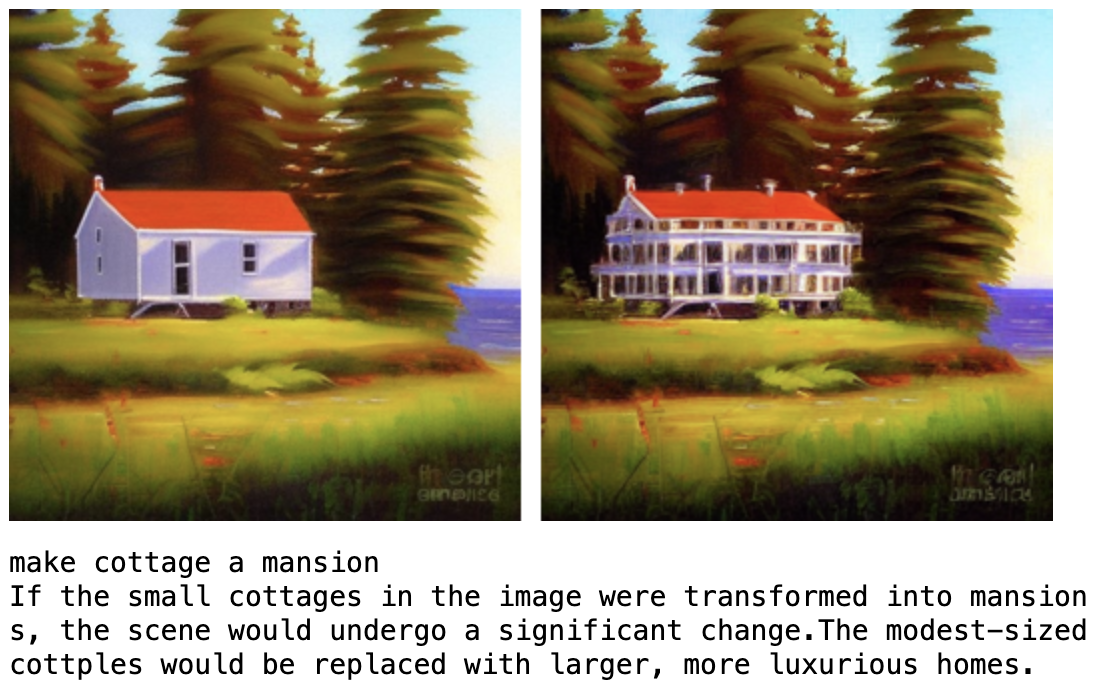 make cottage a mansion
If the small cottages in the image were transformed into mansion
s, the scene would undergo a significant change.The modest-sized
cottples would be replaced with larger, more luxurious homes.